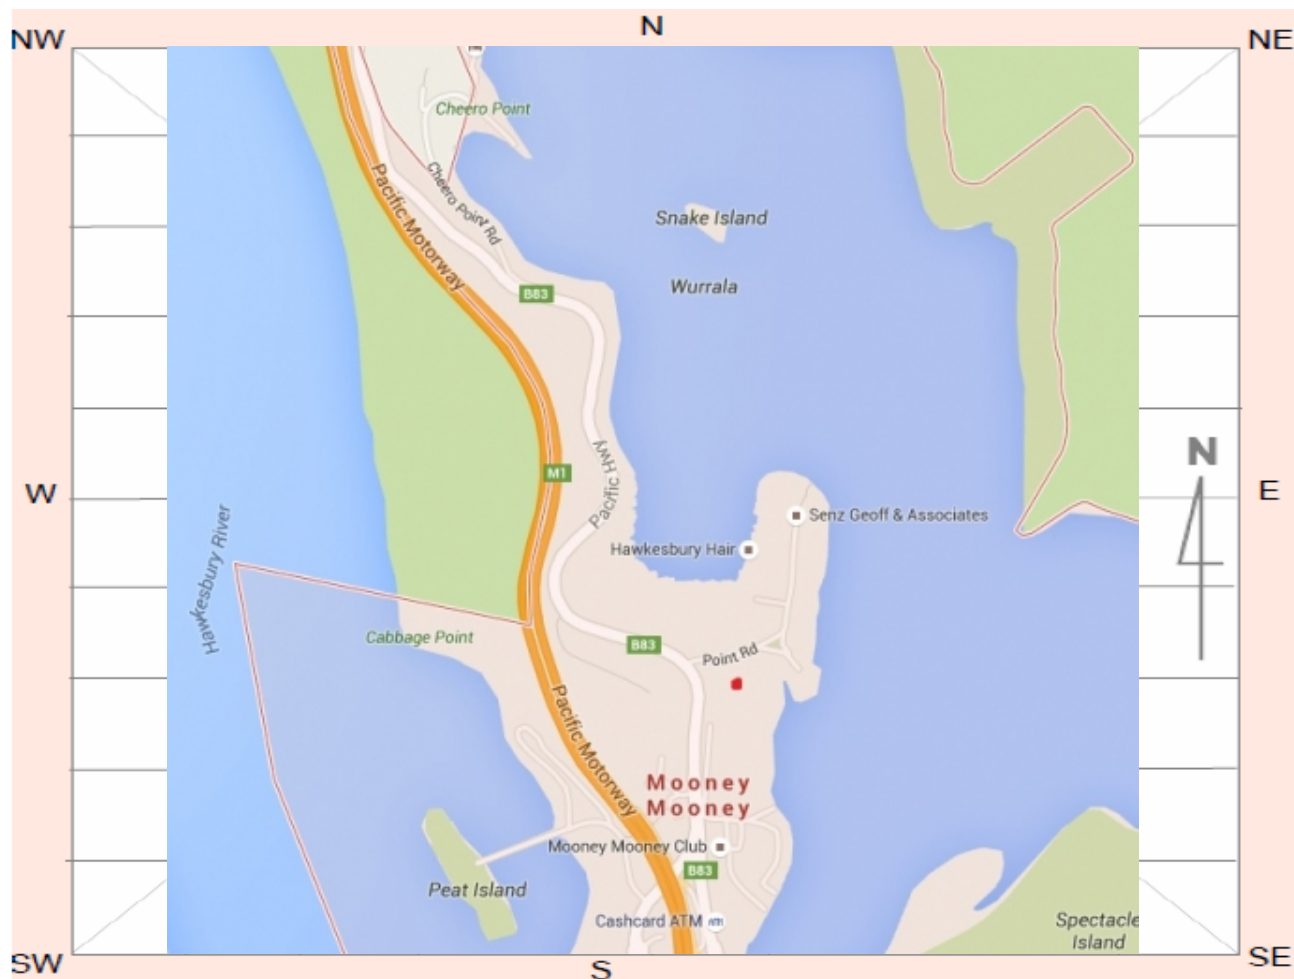 N
NW
NE
Cheero Point
Pacific Motorway
Cheero Point Rd
Snake Island
Wurrala
B83
Pacific Hwy
N
M1
W
E
Hawkesbury River
Senz Geoff & Associates
Hawkesbury Hair
Cabbage Point
B83
Point Rd
Pacific Motorway
Mooney
Mooney
Mooney Mooney Club
B83
Peat Island
Cashcard ATM
Spectacle
Island
SW
S
SE